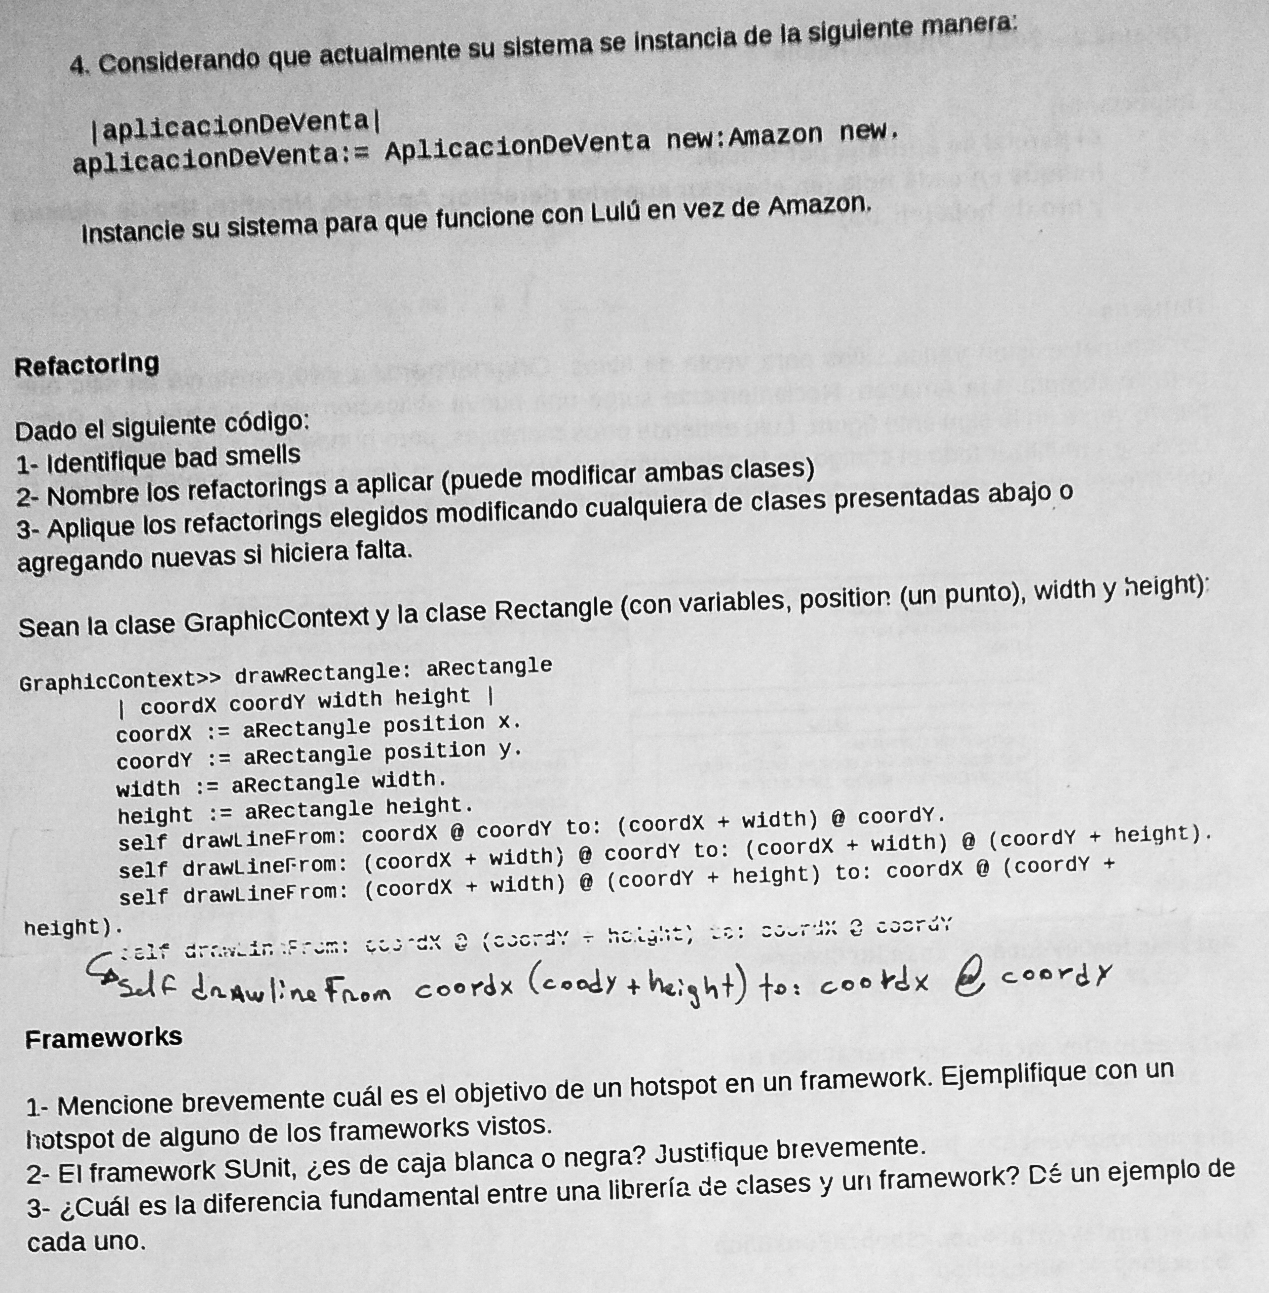 4. Considerando que actualmente su sistema se instancia de la siguiente manera:
|aplicacionDeVenta|
aplicacionDeVenta:= AplicacionDeVenta new:Amazon new.
Instancie su sistema para que funcione con Lulú en vez de Amazon.
Refactoring
Dado el siguiente código:
1- Identifique bad smells
2- Nombre los refactorings a aplicar (puede modificar ambas clases)
3- Aplique los refactorings elegidos modificando cualquiera de clases presentadas abajo o
agregando nuevas si hiciera falta.
Sean la clase GraphicContext y la clase Rectangle (con variables, position (un punto), width y height):
GraphicContext>> drawRectangle: aRectangle
| coordX coordY width height |
coordX := aRectangle position x.
coordY := aRectangle position y.
width := aRectangle width.
height := aRectangle height.
self drawLineFrom: coordX @ coordY to: (coordX + width) @ coordY.
self drawLineFrom: (coordX + width) @ coordY to: (coordX + width) @ (coordY + height).
self drawLineFrom: (coordX + width) @ (coordY + height) to: coordX @ (coordY +
height).
self drawLineFrom: coordX @ (coordY + height) to: coordX @ coordY
self drawlineFrom coordx (coody + height) to: coordx @ coordy
Frameworks
1- Mencione brevemente cuál es el objetivo de un hotspot en un framework. Ejemplifique con un
hotspot de alguno de los frameworks vistos.
2- El framework SUnit, ¿es de caja blanca o negra? Justifique brevemente.
3- ¿Cuál es la diferencia fundamental entre una librería de clases y un framework? Dé un ejemplo de
cada uno.